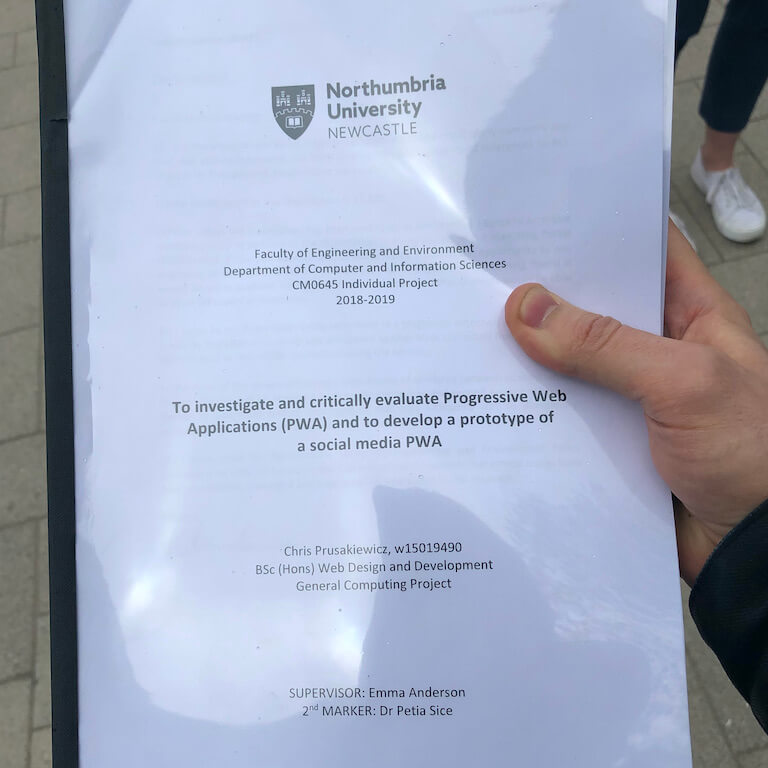 Northumbria
University
NEWCASTLE
Faculty of Engineering and Environment
Department of Computer and Information Sciences
CM0645 Individual Project
2018-2019
To investigate and critically evaluate Progressive Web
Applications (PWA) and to develop a prototype of
a social media PWA
Chris Prusakiewicz, w15019490
BSc (Hons) Web Design and Development
General Computing Project
SUPERVISOR: Emma Anderson
2nd MARKER: Dr Petia Sice